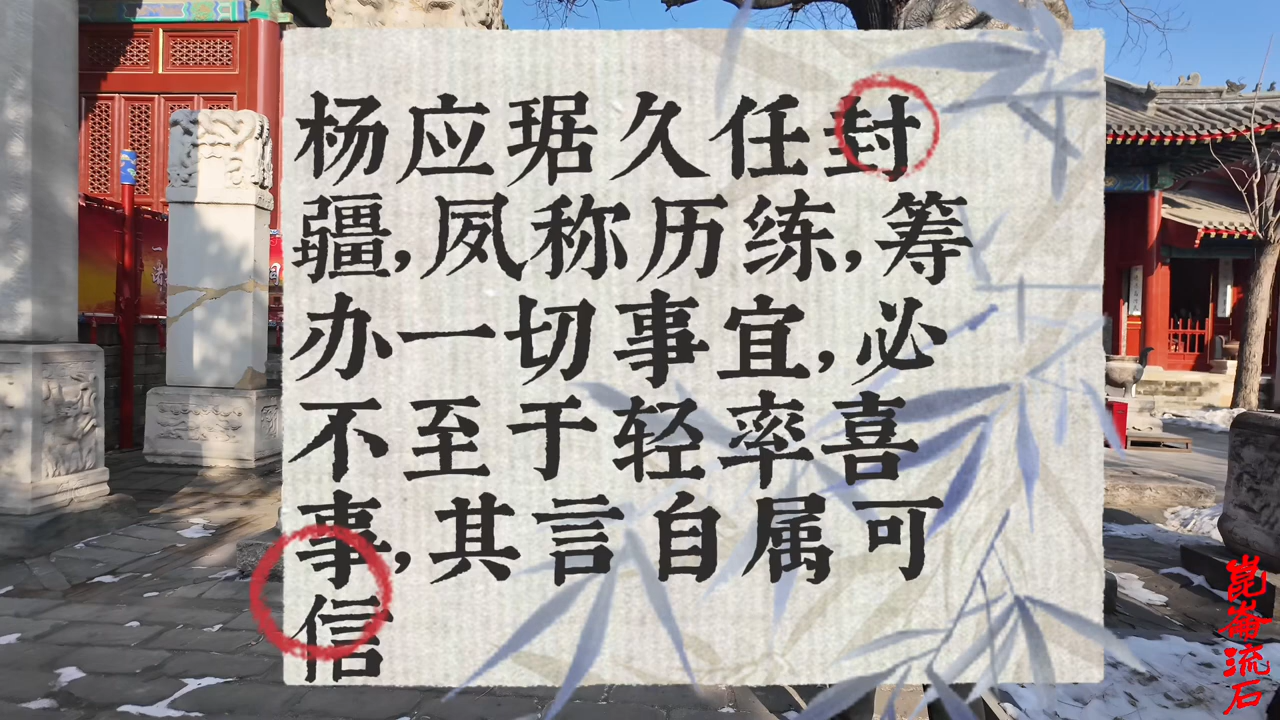 杨应琚久任封
疆,夙称历练,筹
办一切事宜,必
不至于轻率喜
事,其言自属可
信
崑崙流石